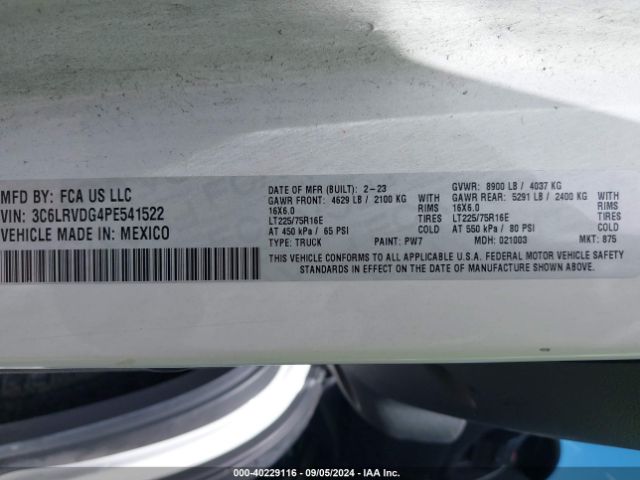 MFD BY: FCA US LLC
VIN: 3C6LRVDG4PE541522
VEHICLE MADE IN: MEXICO
DATE OF MFR (BUILT): 2-23 GVWR: 8900 LB / 4037 KG
GAWR FRONT: 4629 LB / 2100 KG WITH GAWR REAR: 5291 LB / 2400 KG WITH
16X6.0 RIMS 16X6.0 RIMS
LT225/75R16E TIRES LT225/75R16E TIRES
AT 450 kPa / 65 PSI COLD AT 550 kPa / 80 PSI COLD
TYPE: TRUCK PAINT: PW7 MDH: 021003 MKT: 875
THIS VEHICLE CONFORMS TO ALL APPLICABLE U.S.A. FEDERAL MOTOR VEHICLE SAFETY
STANDARDS IN EFFECT ON THE DATE OF MANUFACTURE SHOWN ABOVE.
000-40229116 - 09/05/2024 - IAA Inc.